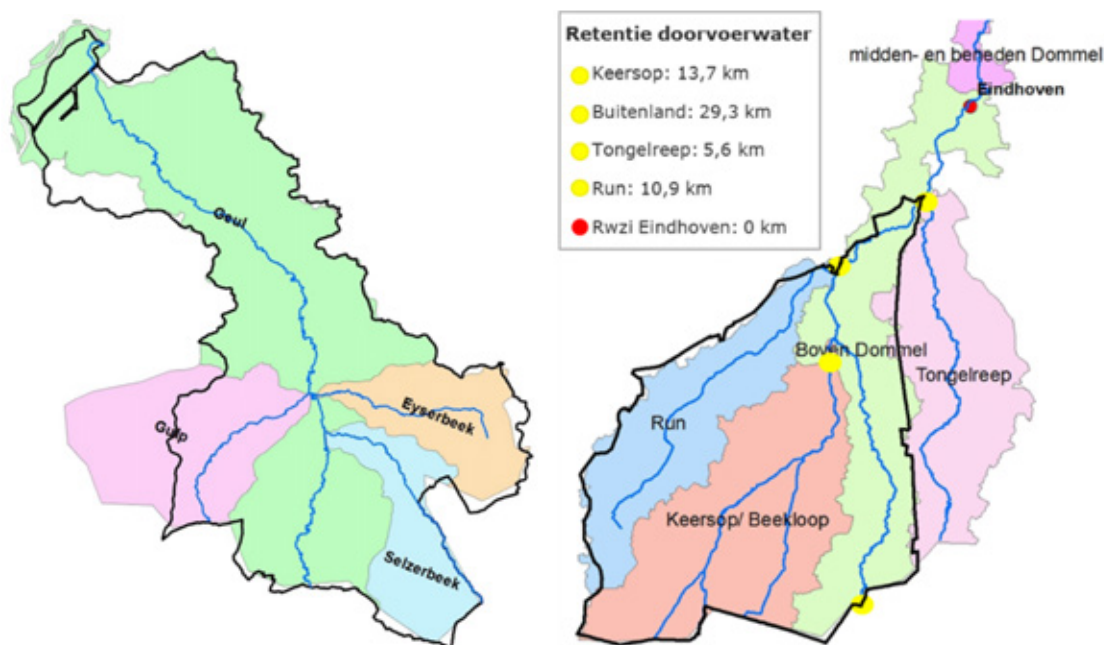 Geul
Gulp
Eyserbeek
Selzerbeek
Retentie doorvoerwater
Keersop: 13,7 km
Buitenland: 29,3 km
Tongelreep: 5,6 km
Run: 10,9 km
Rwzi Eindhoven: 0 km
midden- en beneden Dommel
Eindhoven
Boven Dommel
Tongelreep
Run
Keersop/ Beekloop